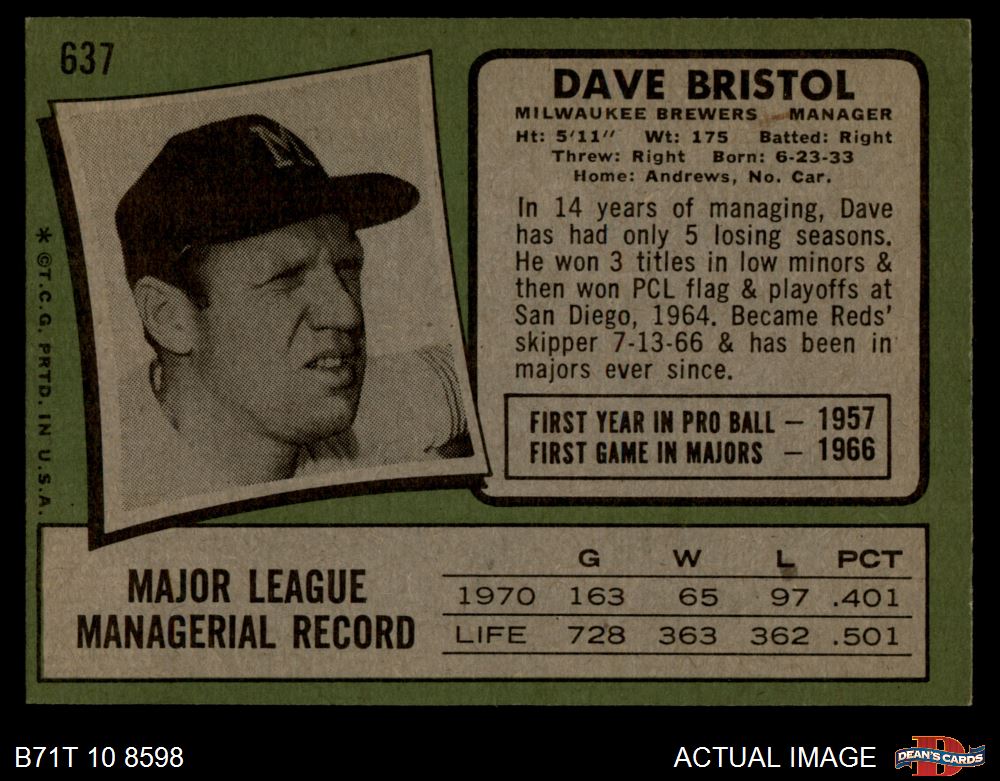 637
DAVE BRISTOL
MILWAUKEE BREWERS MANAGER
Ht: 5'11" Wt: 175 Batted: Right
Threw: Right Born: 6-23-33
Home: Andrews, No. Car.
In 14 years of managing, Dave
has had only 5 losing seasons.
He won 3 titles in low minors &
then won PCL flag & playoffs at
San Diego, 1964. Became Reds'
skipper 7-13-66 & has been in
majors ever since.
FIRST YEAR IN PRO BALL — 1957
FIRST GAME IN MAJORS — 1966
* ©T.C.G. PRTD. IN U.S.A.
M
MAJOR LEAGUE
MANAGERIAL RECORD
G W L PCT
1970 163 65 97 .401
LIFE 728 363 362 .501
B71T 10 8598
ACTUAL IMAGE
D
DEAN'S CARDS